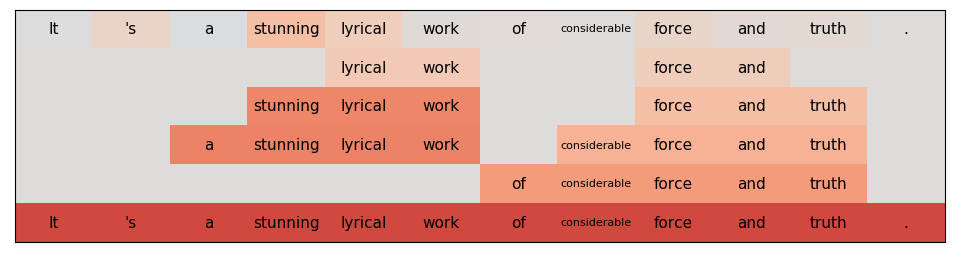 It 's a stunning lyrical work of considerable force and truth .
lyrical work force and
stunning lyrical work force and truth
a stunning lyrical work considerable force and truth
of considerable force and truth
It 's a stunning lyrical work of considerable force and truth .